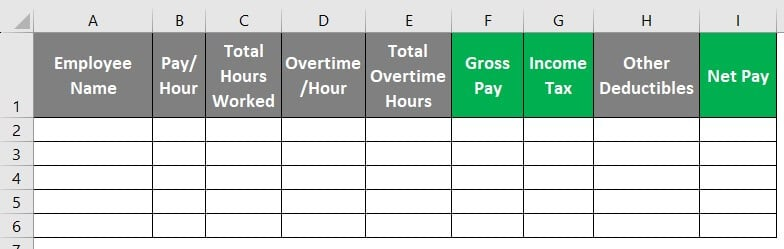 A B C D E F G H I
1 Employee Name Pay/ Hour Total Hours Worked Overtime /Hour Total Overtime Hours Gross Pay Income Tax Other Deductibles Net Pay
2
3
4
5
6